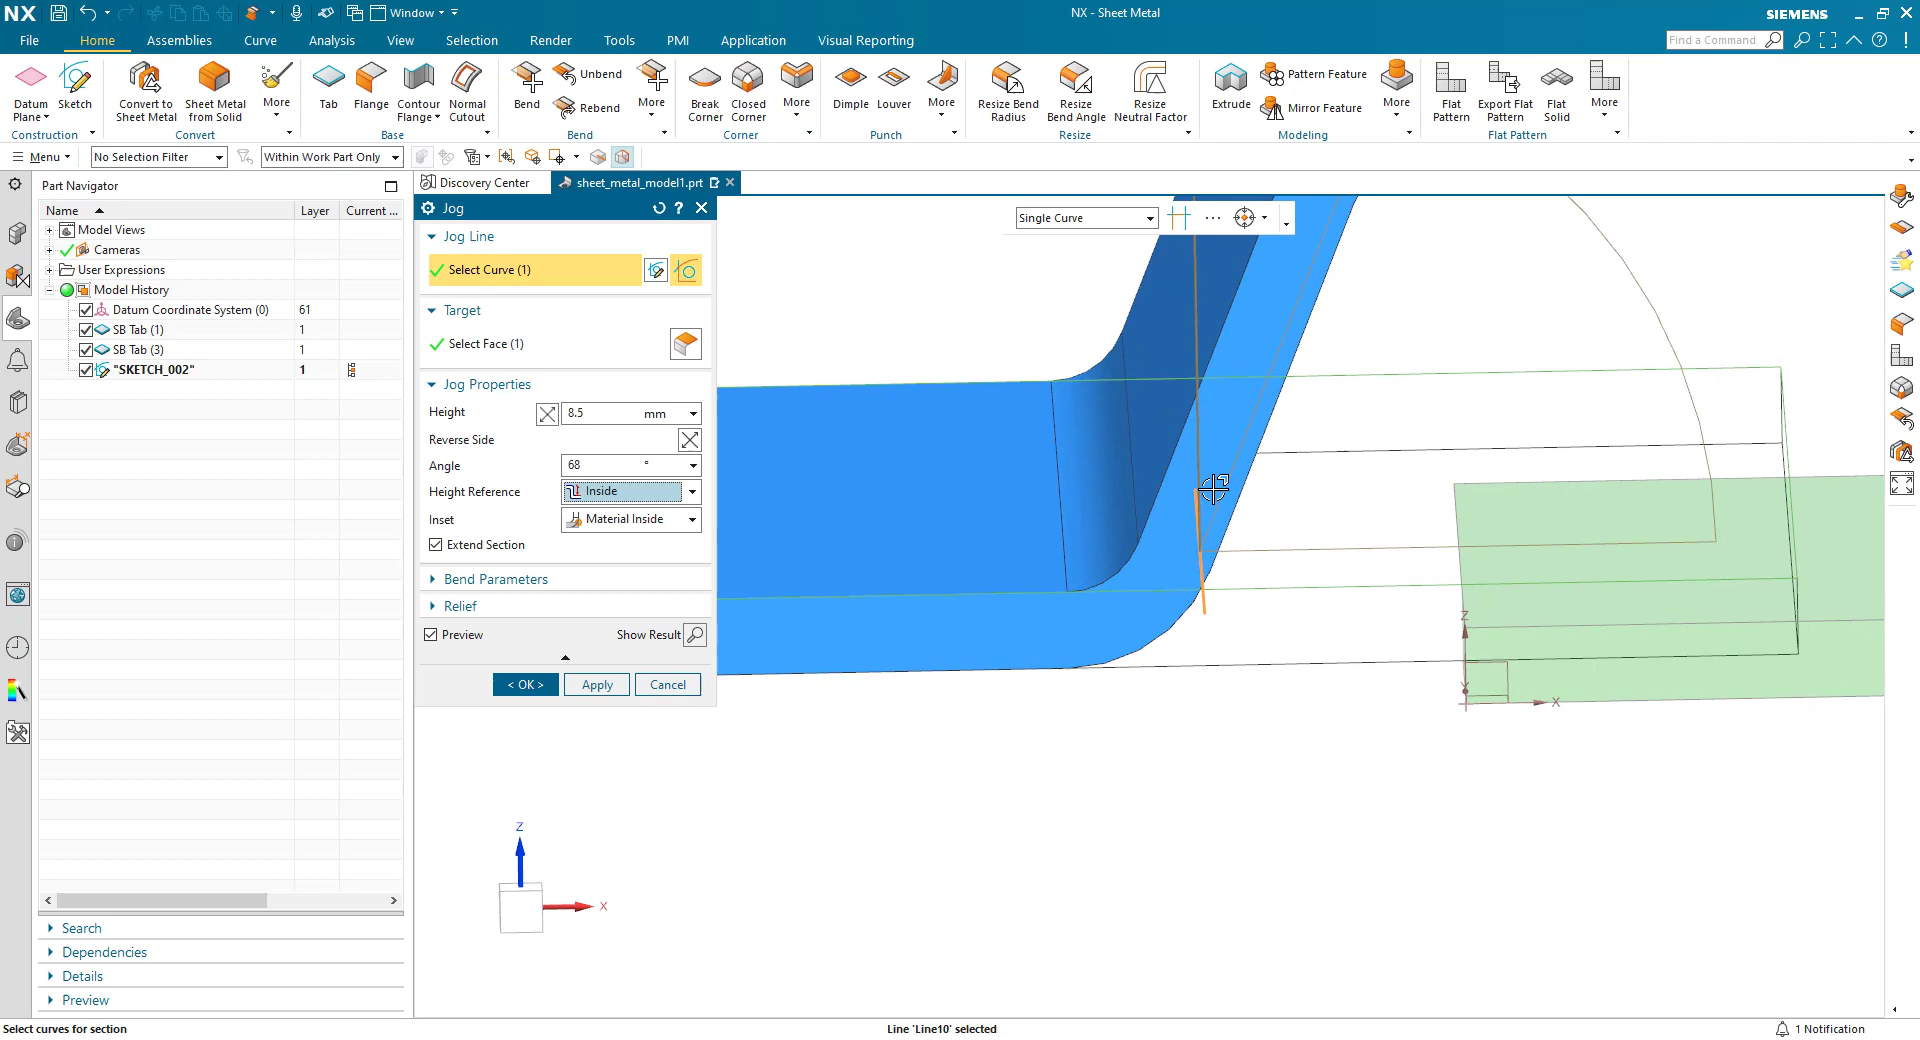 NX
Window
NX - Sheet Metal
SIEMENS
File
Home
Assemblies
Curve
Analysis
View
Selection
Render
Tools
PMI
Application
Visual Reporting
Find a Command
Datum Plane
Sketch
Construction
Convert to Sheet Metal
Sheet Metal from Solid
More
Convert
Tab
Flange
Contour Flange
Normal Cutout
Base
Bend
Unbend
Rebend
More
Bend
Break Corner
Closed Corner
More
Corner
Dimple
Louver
More
Punch
Resize Bend Radius
Resize Bend Angle
Resize Neutral Factor
Resize
Extrude
Pattern Feature
Mirror Feature
More
Modeling
Flat Pattern
Export Flat Pattern
Flat Solid
More
Flat Pattern
Menu
No Selection Filter
Within Work Part Only
Part Navigator
Name
Layer
Current ...
Model Views
Cameras
User Expressions
Model History
Datum Coordinate System (0)
61
SB Tab (1)
1
SB Tab (3)
1
"SKETCH_002"
1
Search
Dependencies
Details
Preview
Discovery Center
sheet_metal_model1.prt
Jog
?
Jog Line
Select Curve (1)
Target
Select Face (1)
Jog Properties
Height
8.5
mm
Reverse Side
Angle
68
°
Height Reference
Inside
Inset
Material Inside
Extend Section
Bend Parameters
Relief
Preview
Show Result
< OK >
Apply
Cancel
Single Curve
Z
Y
X
Z
X
Select curves for section
Line 'Line10' selected
1 Notification